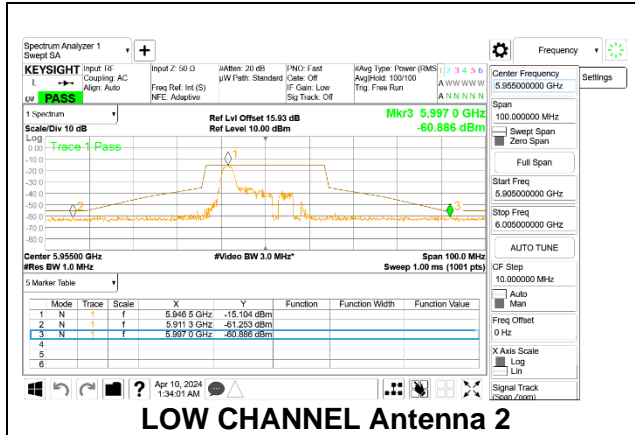 Spectrum Analyzer 1
Swept SA
Frequency
KEYSIGHT
Input: RF
Coupling: AC
Align: Auto
Input Z: 50 Ω
Freq Ref: Int (S)
NFE: Adaptive
#Atten: 20 dB
µW Path: Standard
PNO: Fast
Gate: Off
IF Gain: Low
Sig Track: Off
#Avg Type: Power (RMS
Avg|Hold: 100/100
Trig: Free Run
1 2 3 4 5 6
A W W W W W
A N N N N N
L
PASS
1 Spectrum
Scale/Div 10 dB
Ref Lvl Offset 15.93 dB
Ref Level 10.00 dBm
Mkr3 5.997 0 GHz
-60.886 dBm
Log
Trace 1 Pass
0.00
-10.0
-20.0
-30.0
-40.0
-50.0
-60.0
-70.0
-80.0
1
2
3
Center 5.95500 GHz
#Res BW 1.0 MHz
#Video BW 3.0 MHz*
Span 100.0 MHz
Sweep 1.00 ms (1001 pts)
5 Marker Table
Mode Trace Scale X Y Function Function Width Function Value
1 N 1 f 5.946 5 GHz -15.104 dBm
2 N 1 f 5.911 3 GHz -61.253 dBm
3 N 1 f 5.997 0 GHz -60.886 dBm
4
5
6
Apr 10, 2024
1:34:01 AM
Center Frequency
5.955000000 GHz
Settings
Span
100.000000 MHz
Swept Span
Zero Span
Full Span
Start Freq
5.905000000 GHz
Stop Freq
6.005000000 GHz
AUTO TUNE
CF Step
10.000000 MHz
Auto
Man
Freq Offset
0 Hz
X Axis Scale
Log
Lin
Signal Track
(Span Zoom)
LOW CHANNEL Antenna 2